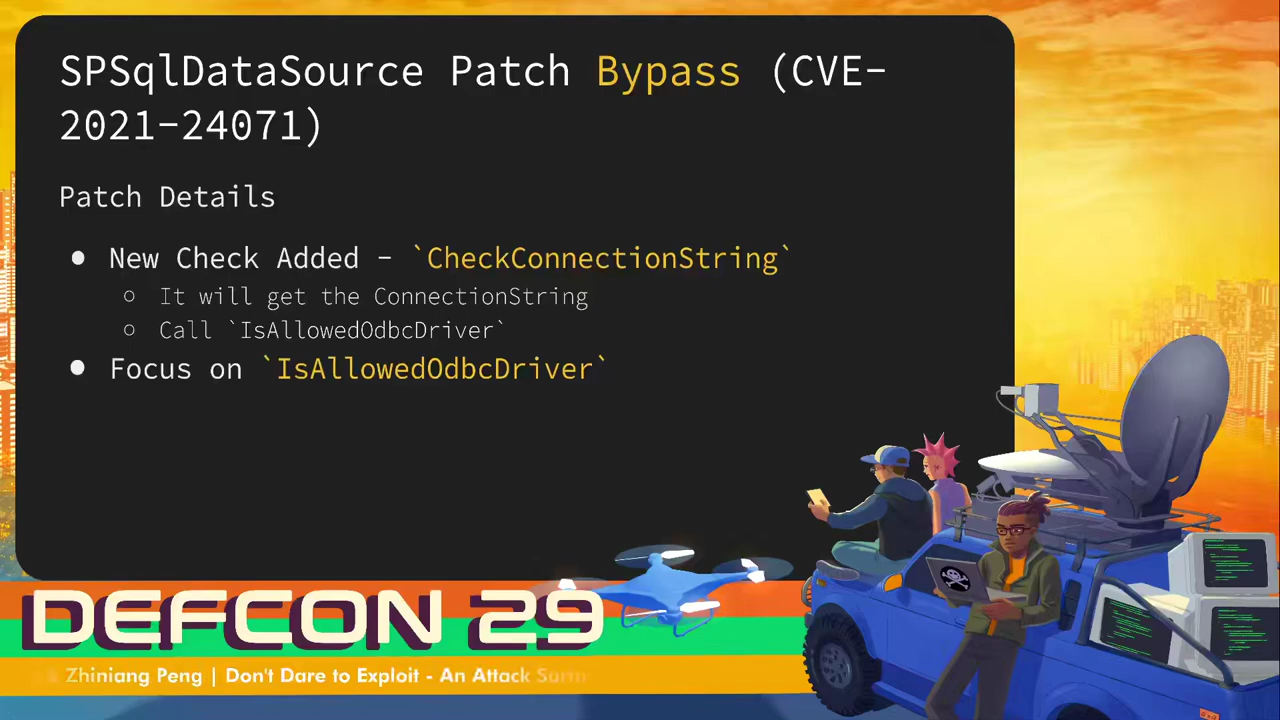 SPSqlDataSource Patch Bypass (CVE-
2021-24071)
Patch Details
● New Check Added - `CheckConnectionString`
○ It will get the ConnectionString
○ Call `IsAllowedOdbcDriver`
● Focus on `IsAllowedOdbcDriver`
DEFCON 29
& Zhiniang Peng | Don't Dare to Exploit - An Attack